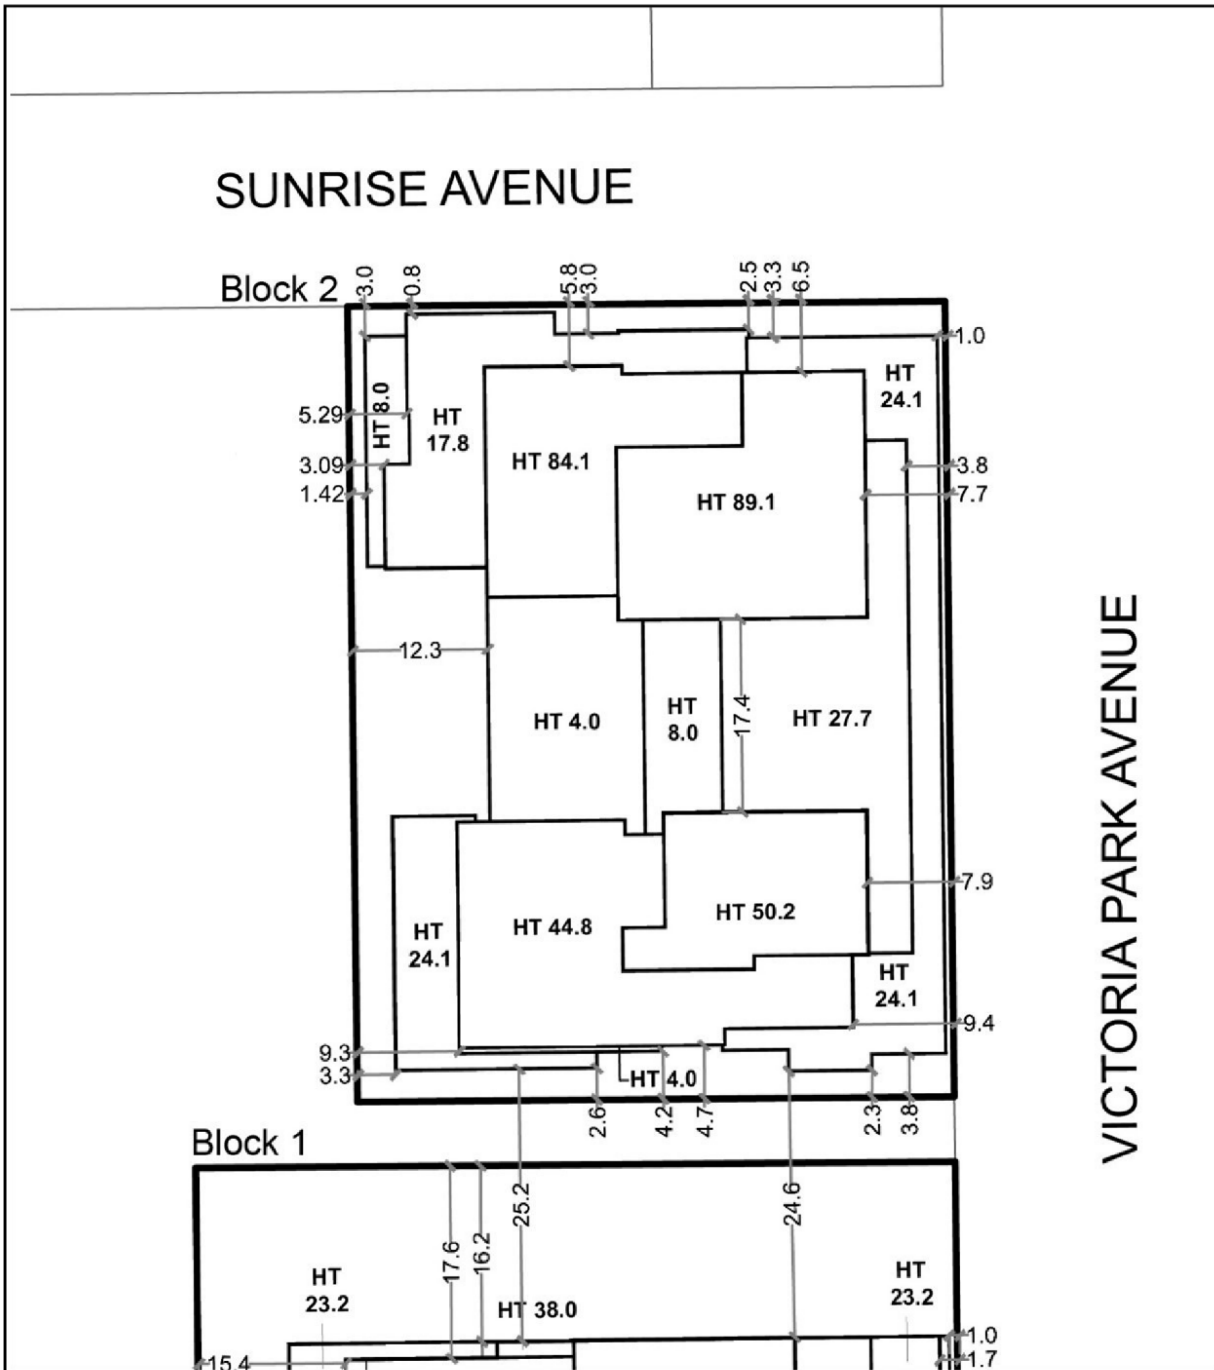 SUNRISE AVENUE
Block 2
3.0
0.8
5.8
3.0
2.5
3.3
6.5
1.0
HT
24.1
HT 8.0
5.29
HT
17.8
3.09
1.42
HT 84.1
HT 89.1
3.8
7.7
12.3
HT 4.0
HT
8.0
17.4
HT 27.7
VICTORIA PARK AVENUE
7.9
HT 44.8
HT 50.2
HT
24.1
HT
24.1
9.4
9.3
3.3
HT 4.0
2.6
4.2
4.7
2.3
3.8
Block 1
25.2
24.6
17.6
16.2
HT
23.2
HT 38.0
HT
23.2
1.0
1.7
15.4